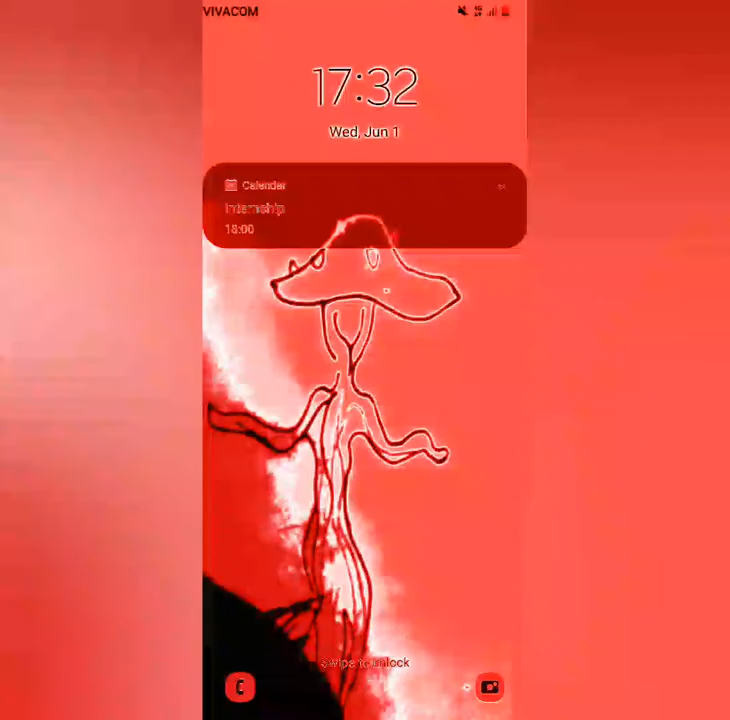 VIVACOM
17:32
Wed, Jun 1
Calendar
Internship
18:00
Swipe to unlock